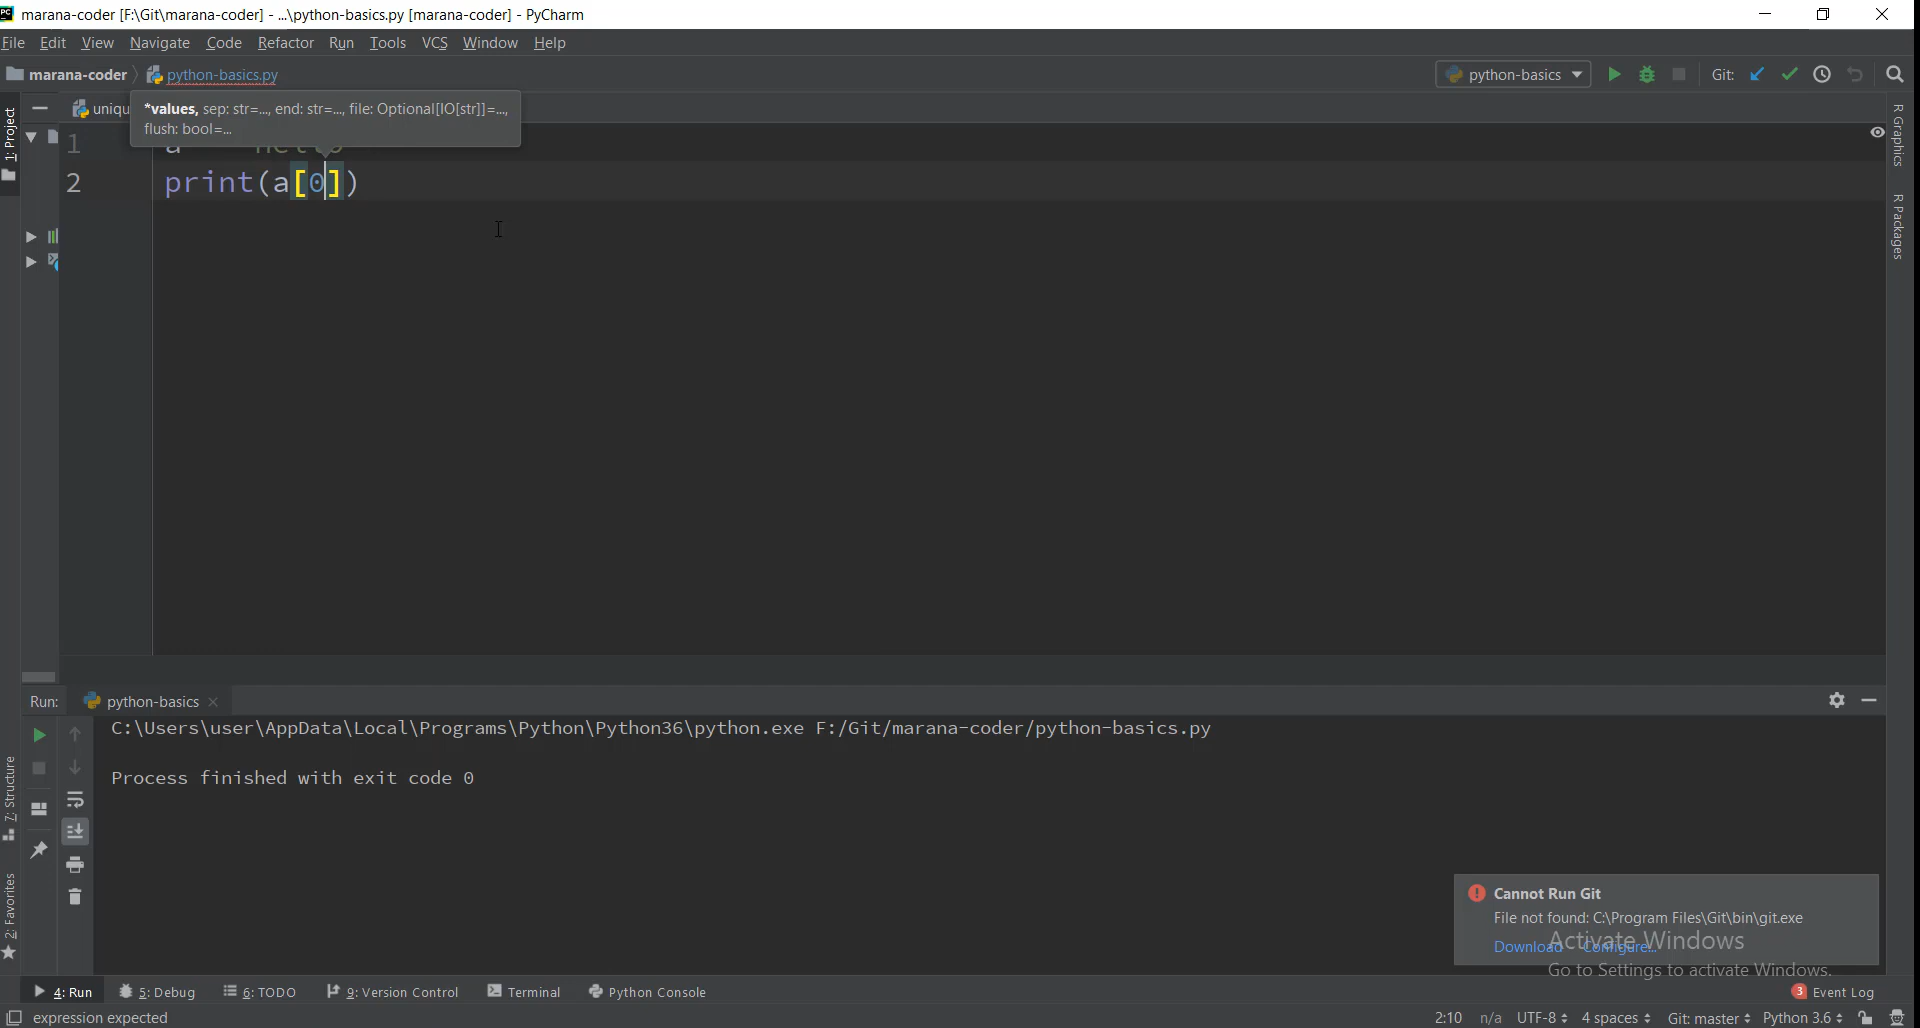 marana-coder [F:\Git\marana-coder] - ...\python-basics.py [marana-coder] - PyCharm
File Edit View Navigate Code Refactor Run Tools VCS Window Help
marana-coder python-basics.py python-basics Git:
uniqu
*values, sep: str=..., end: str=..., file: Optional[IO[str]]=...,
flush: bool=...
1
2 print(a[0])
1: Project
R Graphics
R Packages
Run: python-basics
C:\Users\user\AppData\Local\Programs\Python\Python36\python.exe F:/Git/marana-coder/python-basics.py
Process finished with exit code 0
7: Structure
2: Favorites
Cannot Run Git
File not found: C:\Program Files\Git\bin\git.exe
Download Configure...
Activate Windows
Go to Settings to activate Windows.
4: Run 5: Debug 6: TODO 9: Version Control Terminal Python Console 3 Event Log
expression expected 2:10 n/a UTF-8 4 spaces Git: master Python 3.6